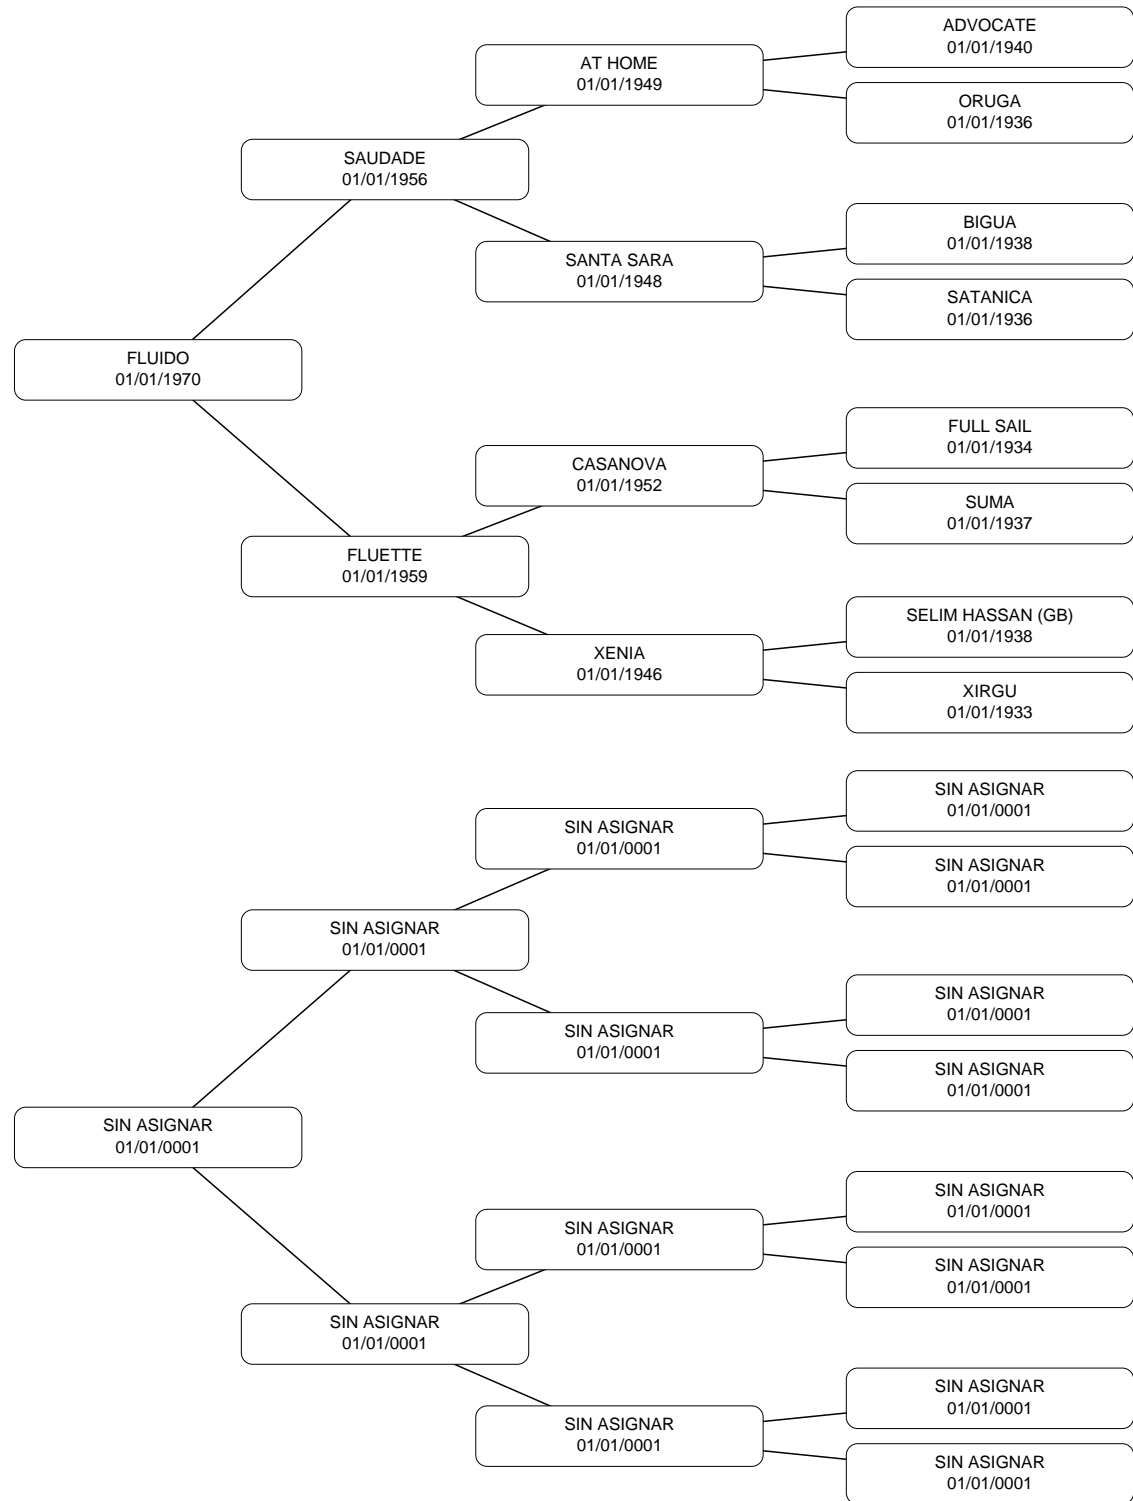 ADVOCATE
01/01/1940
AT HOME
01/01/1949
ORUGA
01/01/1936
SAUDADE
01/01/1956
BIGUA
01/01/1938
SANTA SARA
01/01/1948
SATANICA
01/01/1936
FLUIDO
01/01/1970
FULL SAIL
01/01/1934
CASANOVA
01/01/1952
SUMA
01/01/1937
FLUETTE
01/01/1959
SELIM HASSAN (GB)
01/01/1938
XENIA
01/01/1946
XIRGU
01/01/1933
SIN ASIGNAR
01/01/0001
SIN ASIGNAR
01/01/0001
SIN ASIGNAR
01/01/0001
SIN ASIGNAR
01/01/0001
SIN ASIGNAR
01/01/0001
SIN ASIGNAR
01/01/0001
SIN ASIGNAR
01/01/0001
SIN ASIGNAR
01/01/0001
SIN ASIGNAR
01/01/0001
SIN ASIGNAR
01/01/0001
SIN ASIGNAR
01/01/0001
SIN ASIGNAR
01/01/0001
SIN ASIGNAR
01/01/0001
SIN ASIGNAR
01/01/0001
SIN ASIGNAR
01/01/0001